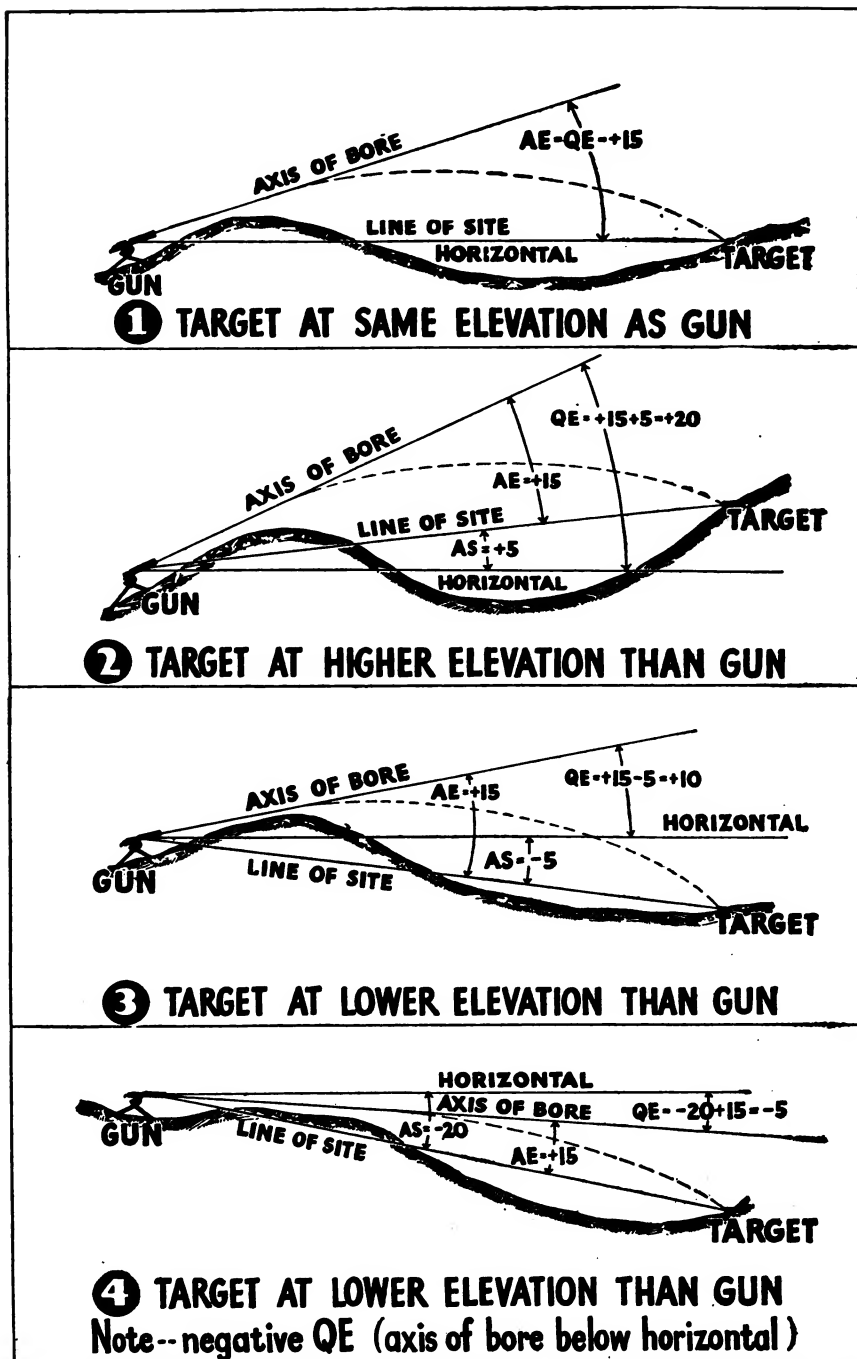 AXIS OF BORE
AE=QE=+15
LINE OF SITE
HORIZONTAL
GUN
TARGET
1 TARGET AT SAME ELEVATION AS GUN
AXIS OF BORE
QE=+15+5=+20
AE=+15
LINE OF SITE
TARGET
AS=+5
HORIZONTAL
GUN
2 TARGET AT HIGHER ELEVATION THAN GUN
AXIS OF BORE
AE=+15
QE=+15-5=+10
HORIZONTAL
AS=-5
GUN
LINE OF SITE
TARGET
3 TARGET AT LOWER ELEVATION THAN GUN
HORIZONTAL
AXIS OF BORE
QE=-20+15=-5
GUN
AS=-20
LINE OF SITE
AE=+15
TARGET
4 TARGET AT LOWER ELEVATION THAN GUN
Note--negative QE (axis of bore below horizontal)